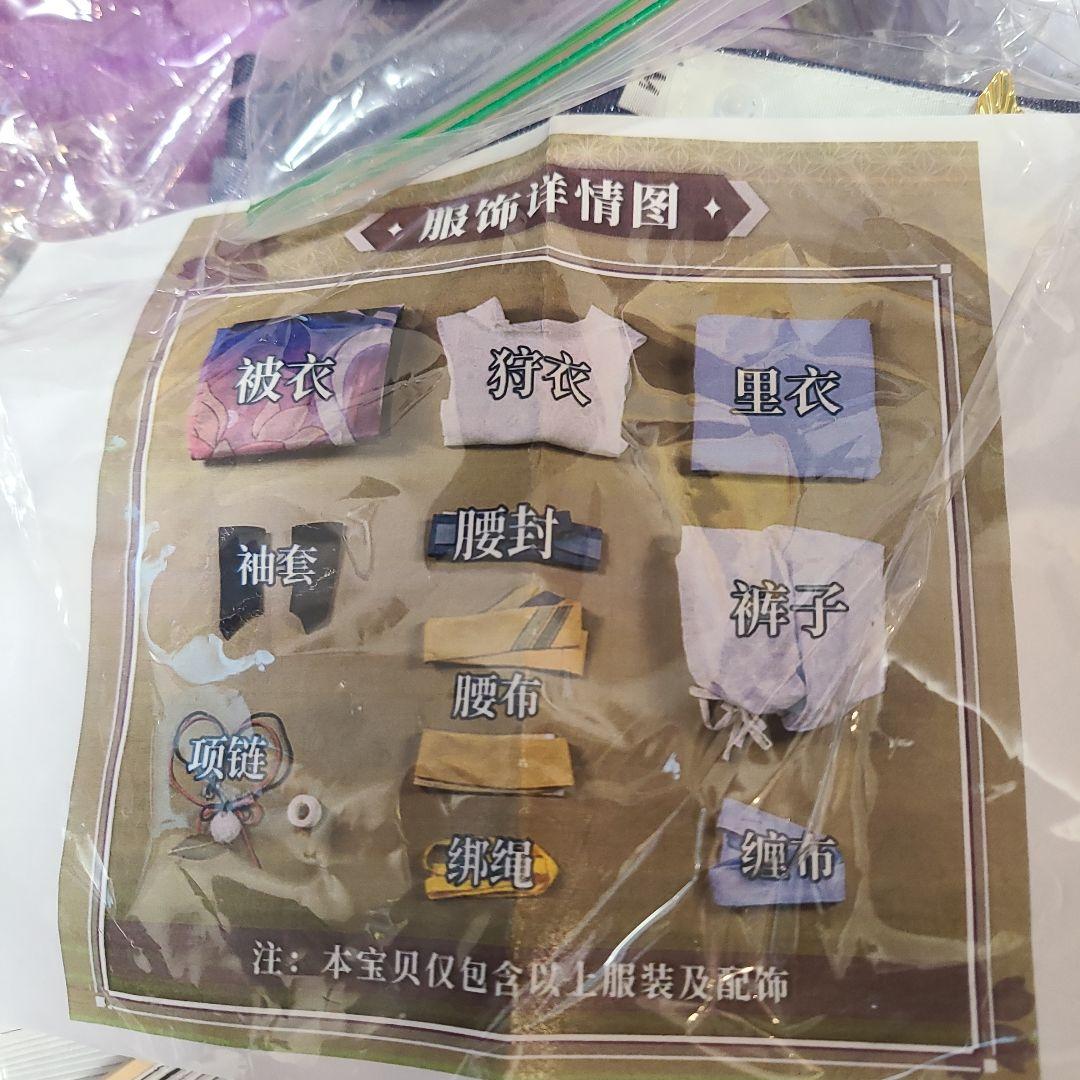 服饰详情图
被衣
狩衣
里衣
袖套
腰封
裤子
腰布
项链
绑绳
缠布
注：本宝贝仅包含以上服装及配饰